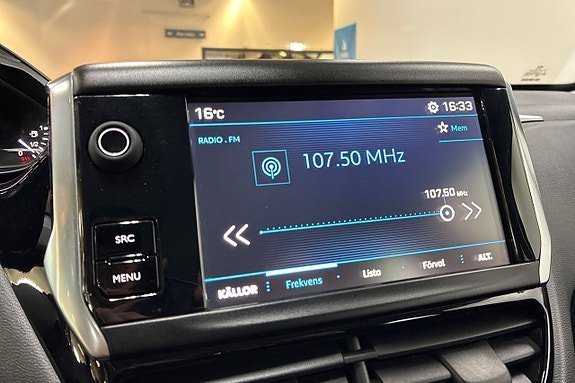 16°C 16:33
RADIO . FM Mem
107.50 MHz
107.50 MHz
SRC
MENU
KÄLLOR Frekvens Lista Förval ALT.